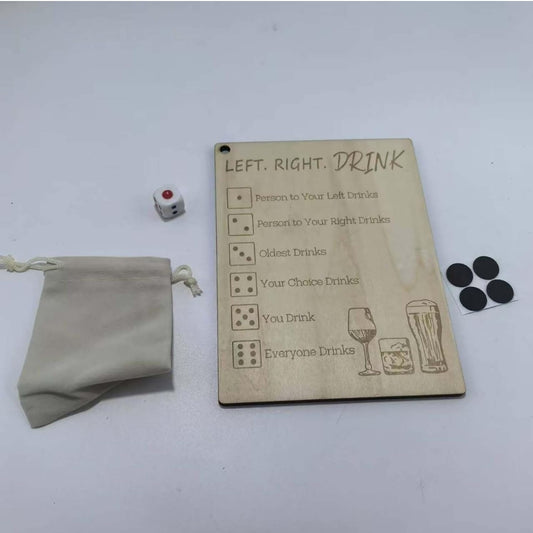 LEFT. RIGHT. DRINK
Person to Your Left Drinks
Person to Your Right Drinks
Oldest Drinks
Your Choice Drinks
You Drink
Everyone Drinks